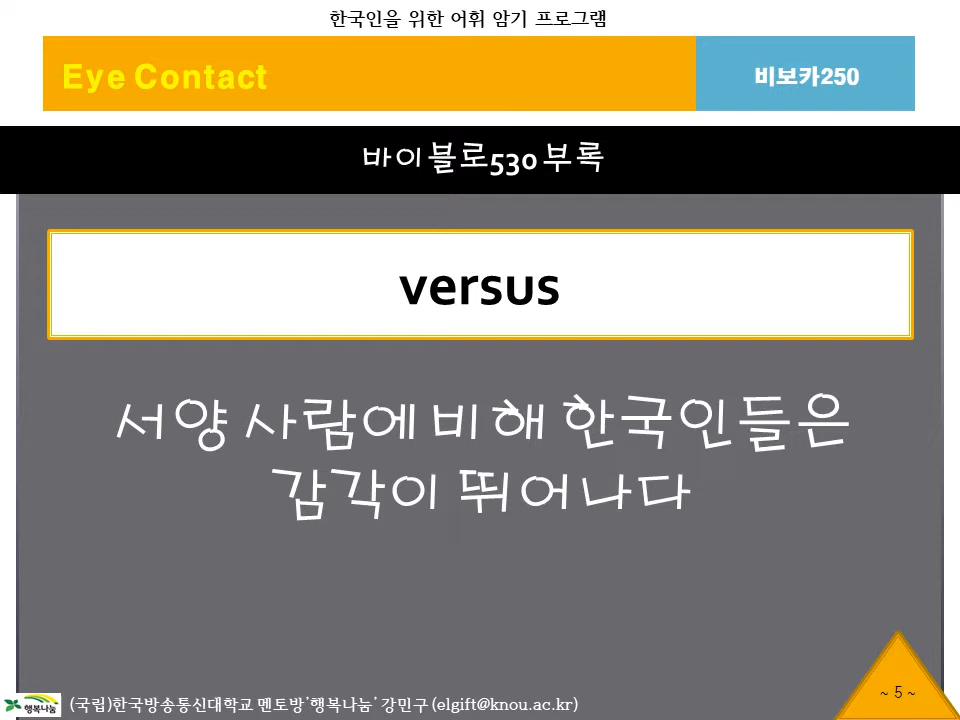 한국인을 위한 어휘 암기 프로그램
Eye Contact
비보카250
바이블로530부록
versus
서양 사람에 비해 한국인들은
감각이 뛰어나다
~ 5 ~
행복나눔
(국립)한국방송통신대학교 멘토방'행복나눔' 강민구(elgift@knou.ac.kr)